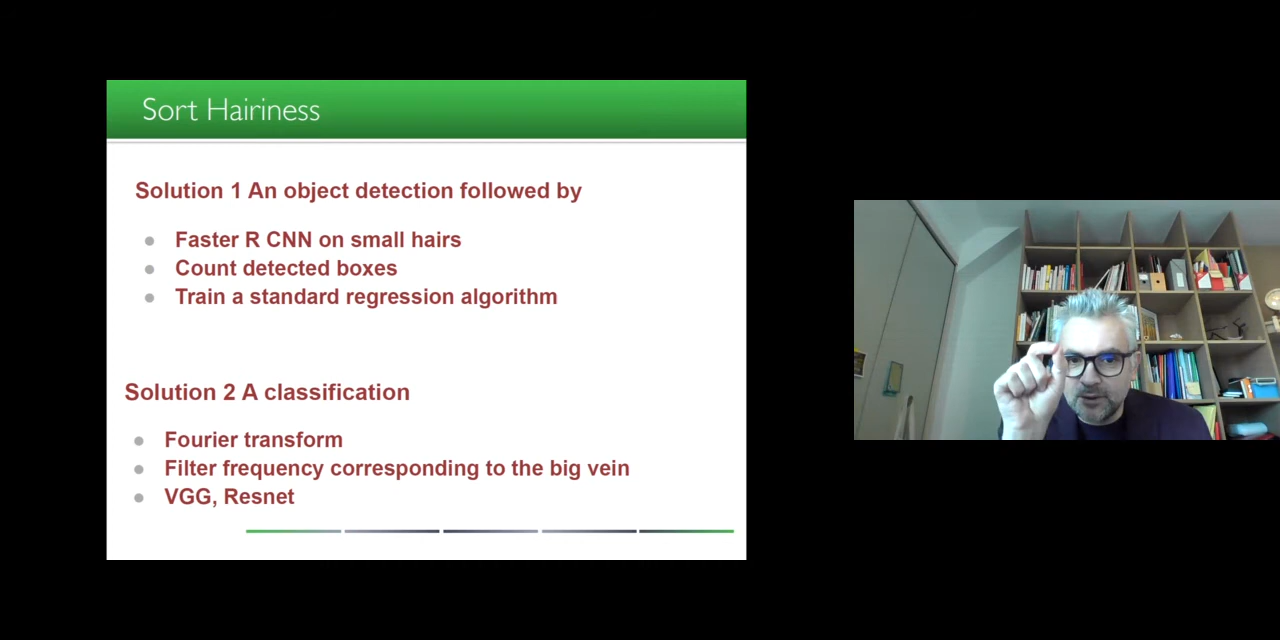 Sort Hairiness
Solution 1 An object detection followed by
Faster R CNN on small hairs
Count detected boxes
Train a standard regression algorithm
Solution 2 A classification
Fourier transform
Filter frequency corresponding to the big vein
VGG, Resnet